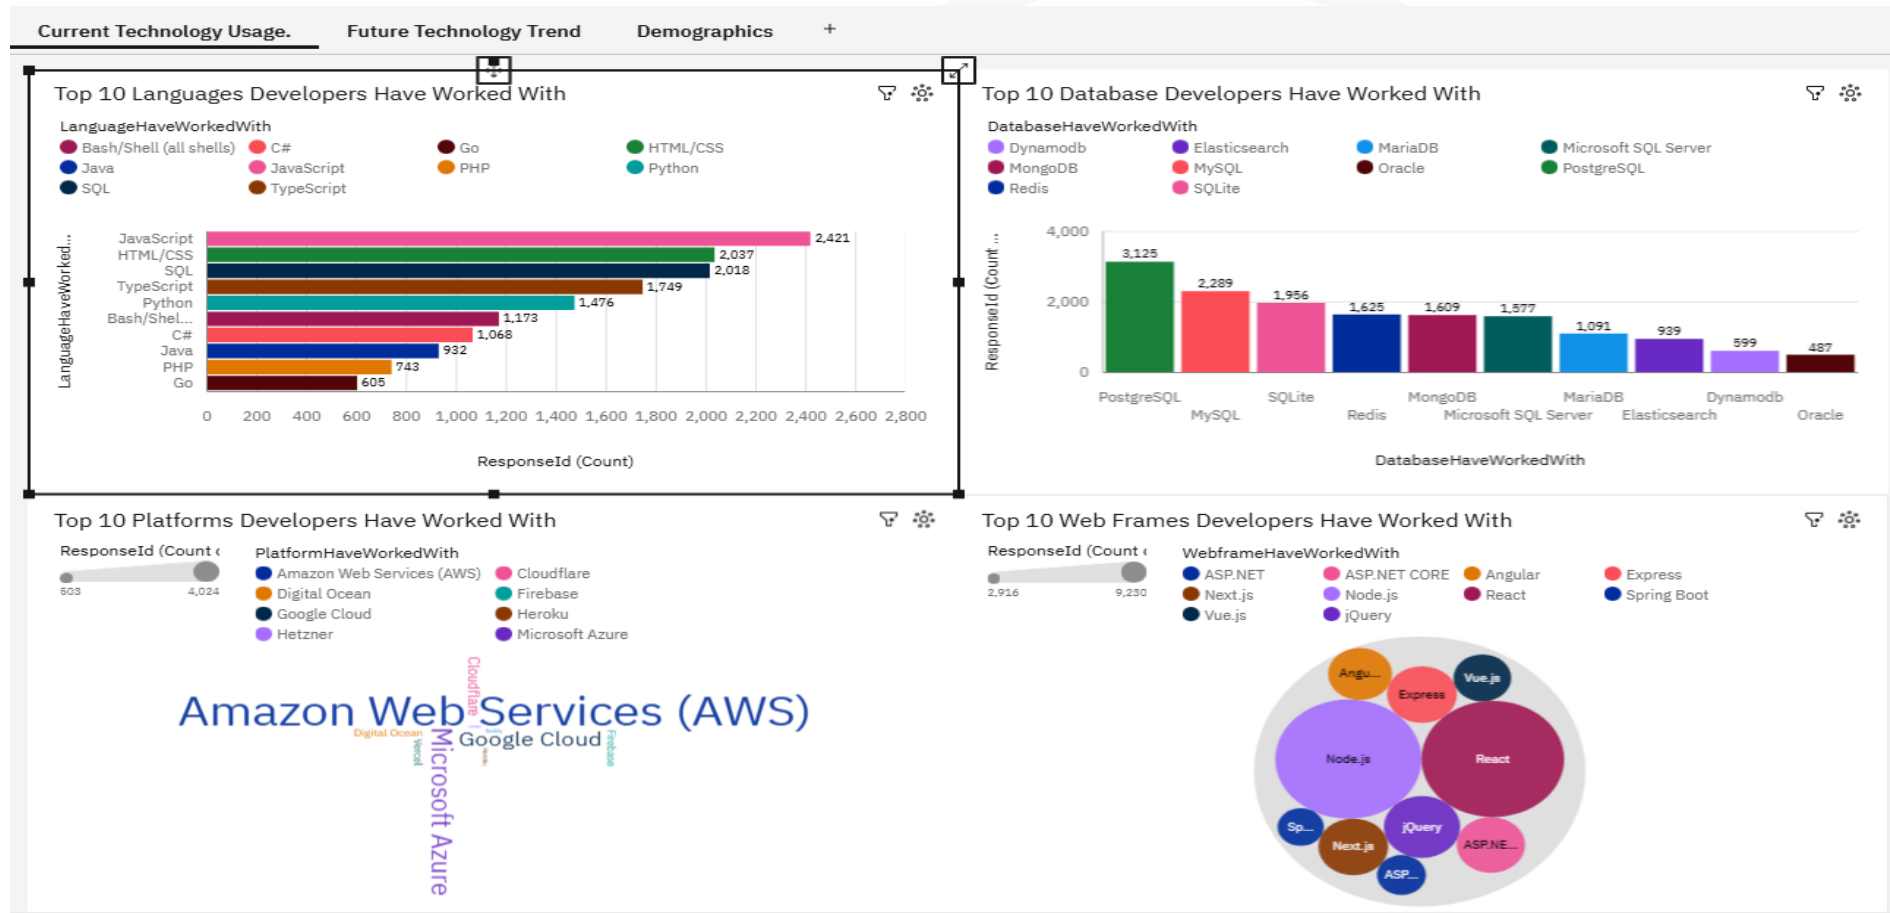 Current Technology Usage.
Future Technology Trend
Demographics
+
Top 10 Languages Developers Have Worked With
LanguageHaveWorkedWith
Bash/Shell (all shells) C# Go HTML/CSS
Java JavaScript PHP Python
SQL TypeScript
LanguageHaveWorked...
JavaScript 2,421
HTML/CSS 2,037
SQL 2,018
TypeScript 1,749
Python 1,476
Bash/Shel... 1,173
C# 1,068
Java 932
PHP 743
Go 605
0 200 400 600 800 1,000 1,200 1,400 1,600 1,800 2,000 2,200 2,400 2,600 2,800
ResponseId (Count)
Top 10 Database Developers Have Worked With
DatabaseHaveWorkedWith
Dynamodb Elasticsearch MariaDB Microsoft SQL Server
MongoDB MySQL Oracle PostgreSQL
Redis SQLite
ResponseId (Count ...
4,000
2,000
0
3,125 2,289 1,956 1,625 1,609 1,577 1,091 939 599 487
PostgreSQL MySQL SQLite Redis MongoDB Microsoft SQL Server MariaDB Elasticsearch Dynamodb Oracle
DatabaseHaveWorkedWith
Top 10 Platforms Developers Have Worked With
ResponseId (Count
503 4,024
PlatformHaveWorkedWith
Amazon Web Services (AWS) Cloudflare
Digital Ocean Firebase
Google Cloud Heroku
Hetzner Microsoft Azure
Cloudflare
Amazon Web Services (AWS)
Digital Ocean
Vercel
Microsoft Azure
Google Cloud
Firebase
Top 10 Web Frames Developers Have Worked With
ResponseId (Count
2,916 9,230
WebframeHaveWorkedWith
ASP.NET ASP.NET CORE Angular Express
Next.js Node.js React Spring Boot
Vue.js jQuery
Angu...
Express
Vue.js
Node.js
React
Sp...
Next.js
jQuery
ASP.NE...
ASP...